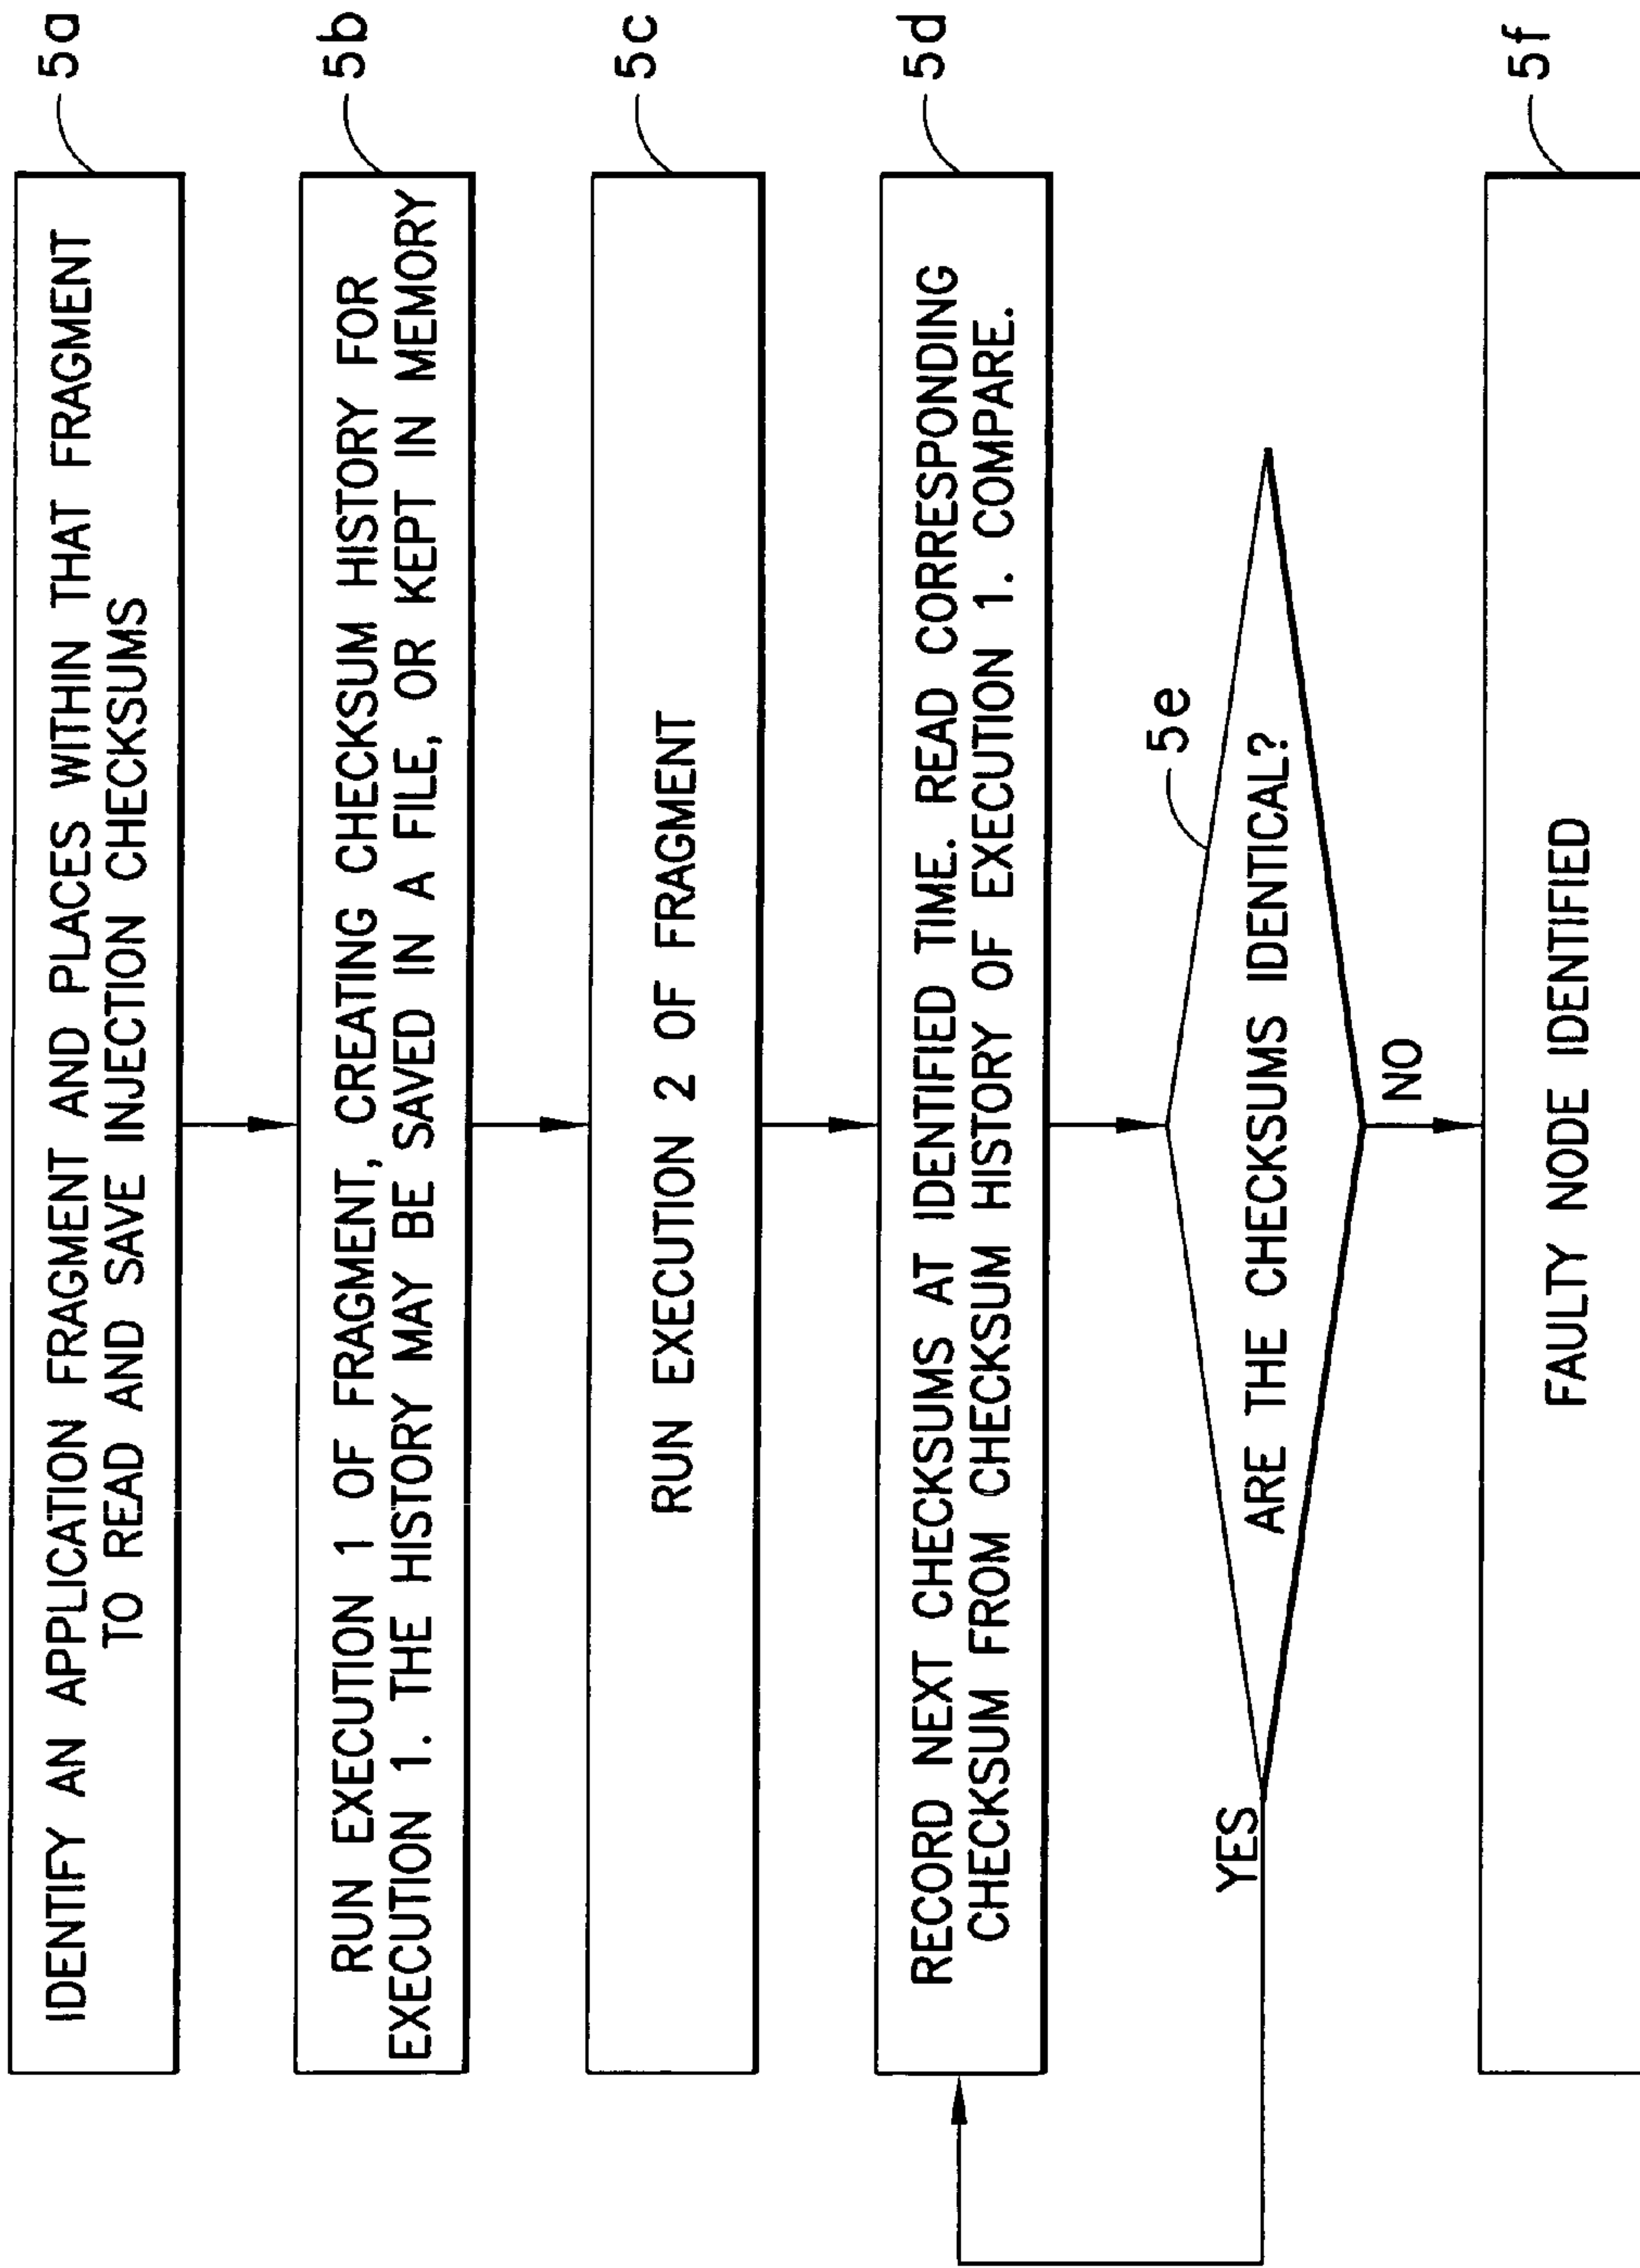 IDENTIFY AN APPLICATION FRAGMENT AND PLACES WITHIN THAT FRAGMENT
TO READ AND SAVE INJECTION CHECKSUMS
5a
RUN EXECUTION 1 OF FRAGMENT, CREATING CHECKSUM HISTORY FOR
EXECUTION 1. THE HISTORY MAY BE SAVED IN A FILE, OR KEPT IN MEMORY
5b
RUN EXECUTION 2 OF FRAGMENT
5c
RECORD NEXT CHECKSUMS AT IDENTIFIED TIME. READ CORRESPONDING
CHECKSUM FROM CHECKSUM HISTORY OF EXECUTION 1. COMPARE.
5d
5e
YES
ARE THE CHECKSUMS IDENTICAL?
NO
FAULTY NODE IDENTIFIED
5f